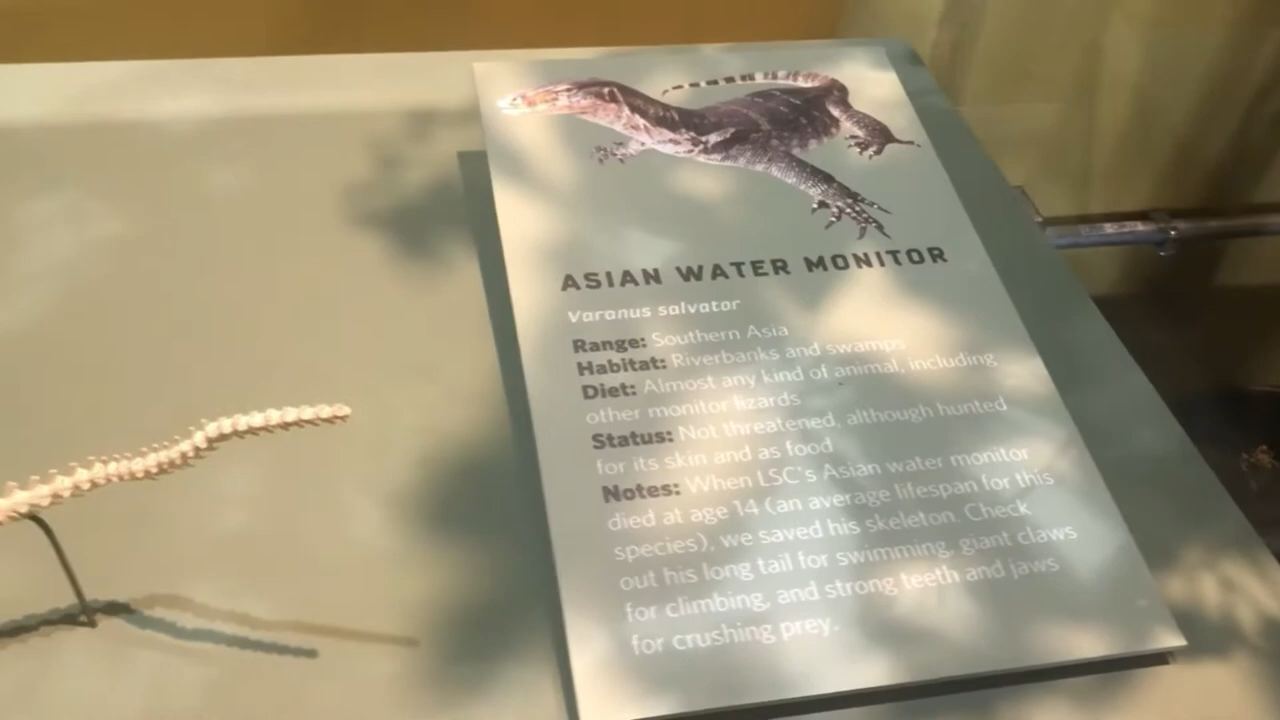 ASIAN WATER MONITOR
Varanus salvator
Range: Southern Asia
Habitat: Riverbanks and swamps
Diet: Almost any kind of animal, including
other monitor lizards
Status: Not threatened, although hunted
for its skin and as food
Notes: When LSC's Asian water monitor
died at age 14 (an average lifespan for this
species), we saved his skeleton. Check
out his long tail for swimming, giant claws
for climbing, and strong teeth and jaws
for crushing prey.